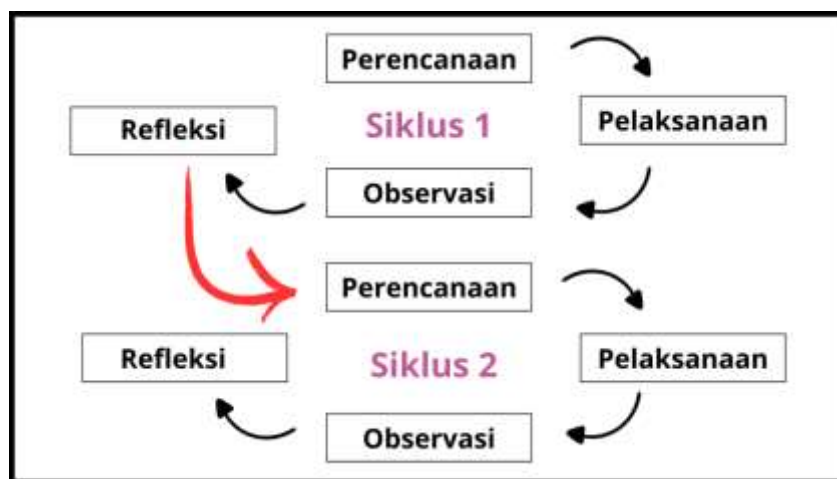 Perencanaan
Refleksi
Siklus 1
Pelaksanaan
Observasi
Perencanaan
Refleksi
Siklus 2
Pelaksanaan
Observasi